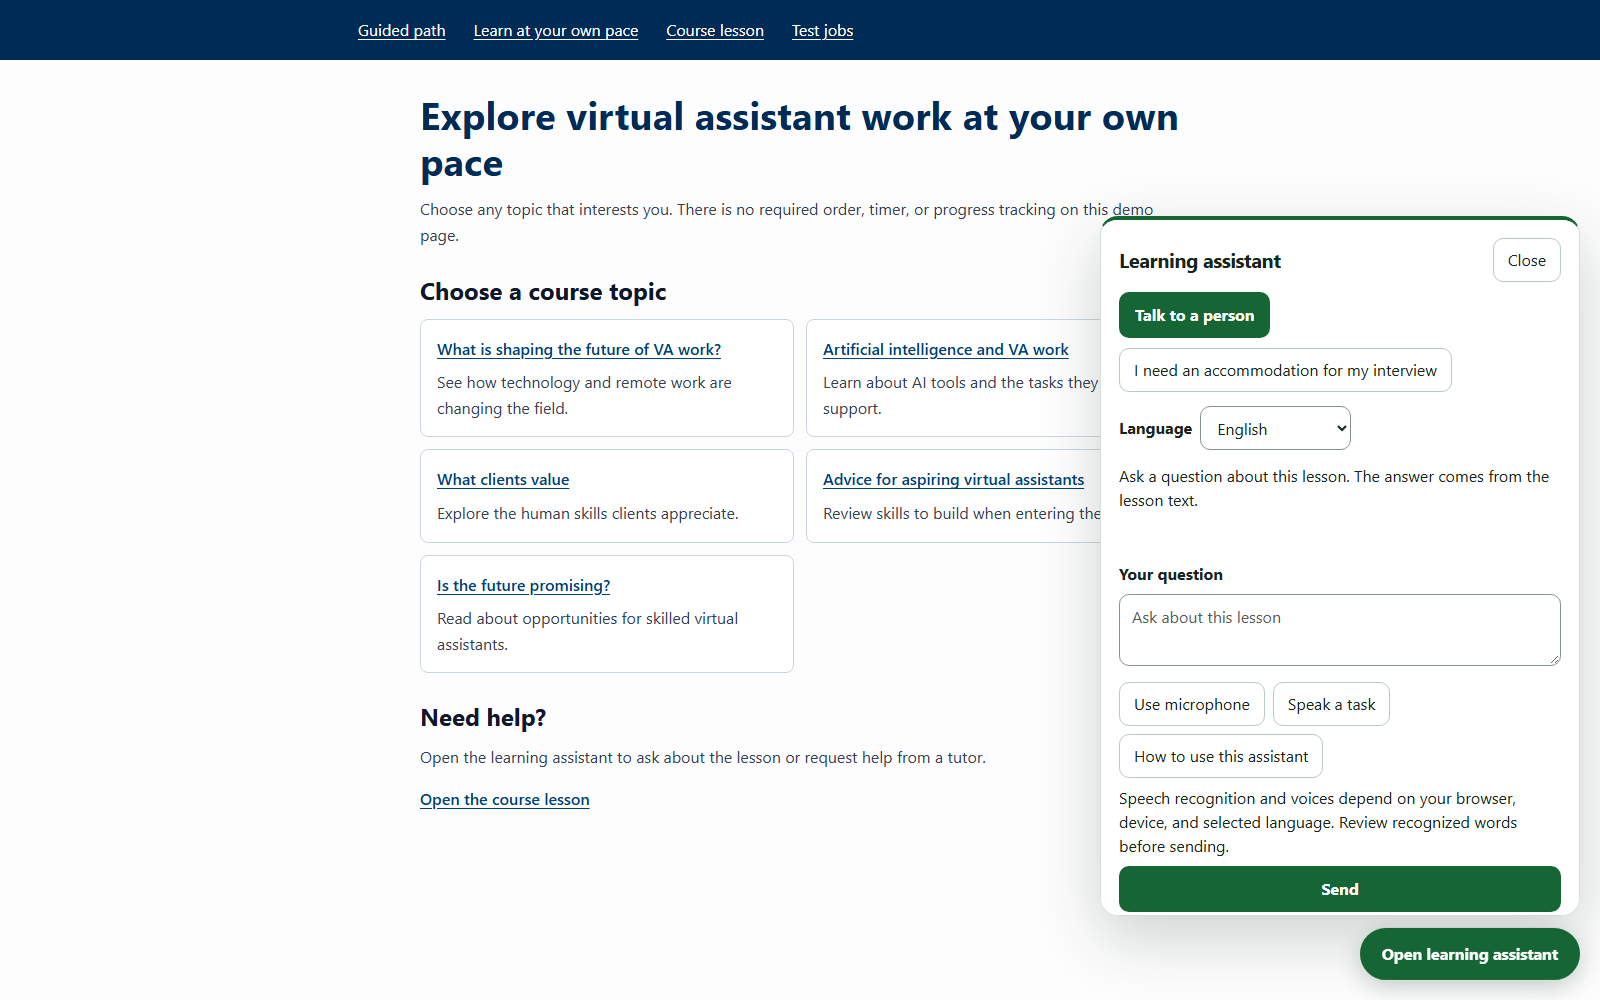 Guided path
Learn at your own pace
Course lesson
Test jobs
Explore virtual assistant work at your own
pace
Choose any topic that interests you. There is no required order, timer, or progress tracking on this demo
page.
Choose a course topic
What is shaping the future of VA work?
See how technology and remote work are
changing the field.
Artificial intelligence and VA work
Learn about AI tools and the tasks they
support.
What clients value
Explore the human skills clients appreciate.
Advice for aspiring virtual assistants
Review skills to build when entering the
Is the future promising?
Read about opportunities for skilled virtual
assistants.
Need help?
Open the learning assistant to ask about the lesson or request help from a tutor.
Open the course lesson
Learning assistant
Close
Talk to a person
I need an accommodation for my interview
Language
English
Ask a question about this lesson. The answer comes from the
lesson text.
Your question
Ask about this lesson
Use microphone
Speak a task
How to use this assistant
Speech recognition and voices depend on your browser,
device, and selected language. Review recognized words
before sending.
Send
Open learning assistant